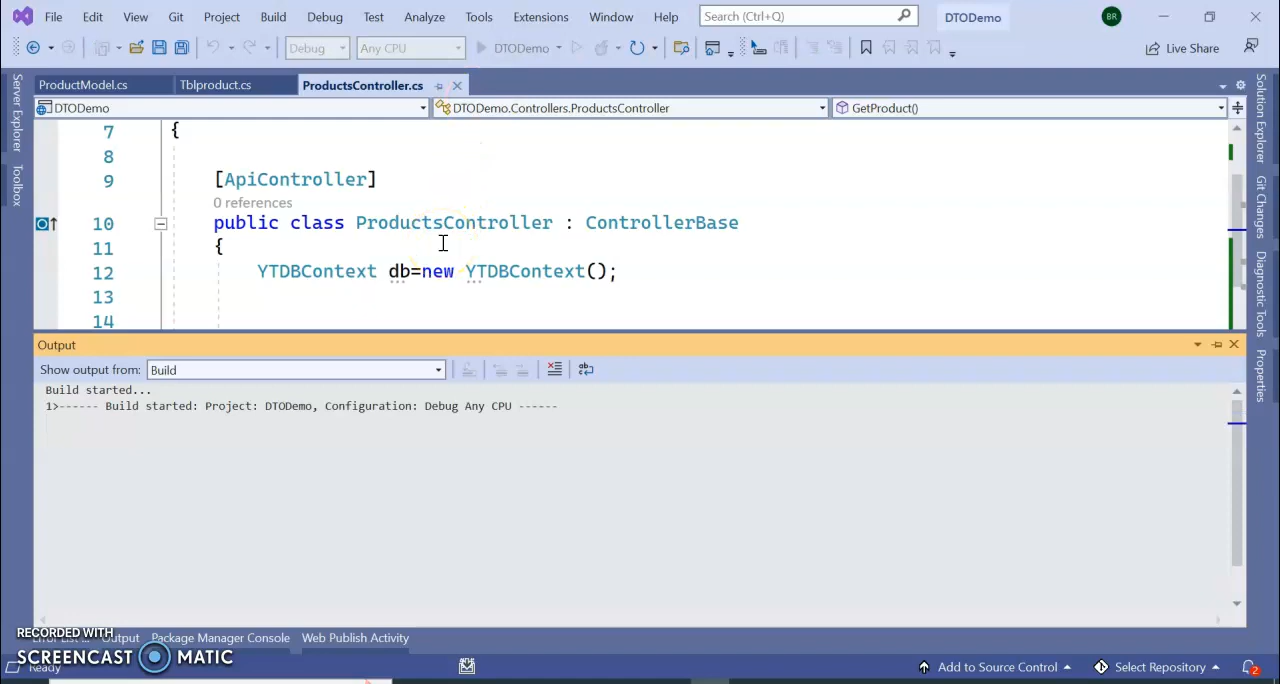 File Edit View Git Project Build Debug Test Analyze Tools Extensions Window Help Search (Ctrl+Q) DTODemo BR
Debug Any CPU DTODemo Live Share
ProductModel.cs Tblproduct.cs ProductsController.cs
DTODemo DTODemo.Controllers.ProductsController GetProduct()
Server Explorer
Toolbox
Solution Explorer
Git Changes
Diagnostic Tools
Properties
7 {
8
9 [ApiController]
0 references
10 public class ProductsController : ControllerBase
11 {
12 YTDBContext db=new YTDBContext();
13
14
Output
Show output from: Build
Build started...
1>------ Build started: Project: DTODemo, Configuration: Debug Any CPU ------
Error List ... Output Package Manager Console Web Publish Activity
RECORDED WITH
SCREENCAST MATIC
Ready Add to Source Control Select Repository 2